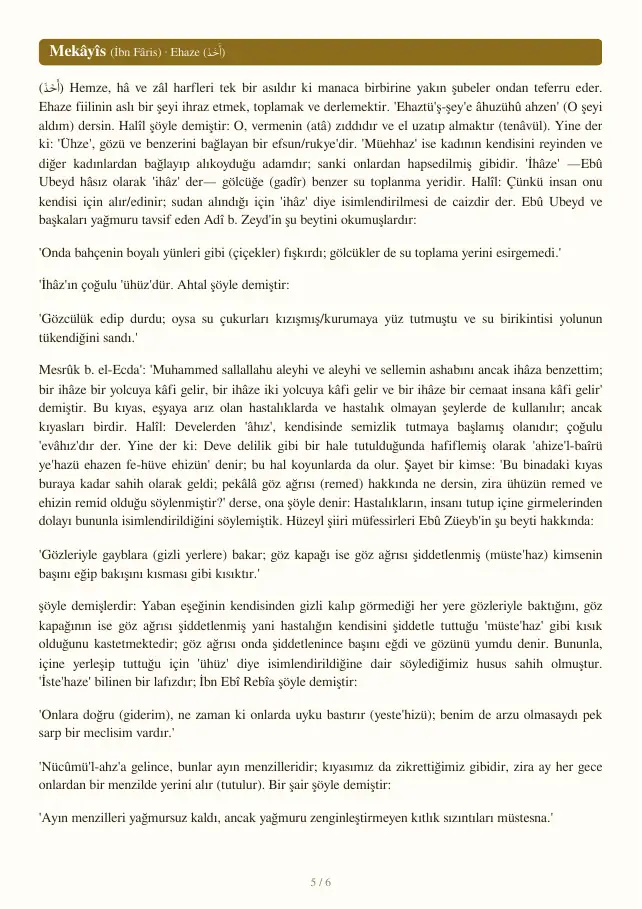 Mekâyîs (İbn Fâris) · Ehaze (أَخَذَ)
(أَخَذَ) Hemze, hâ ve zâl harfleri tek bir asıldır ki manaca birbirine yakın şubeler ondan teferru eder.
Ehaze fiilinin aslı bir şeyi ihraz etmek, toplamak ve derlemektir. 'Ehaztü'ş-şey'e âhuzühû ahzen' (O şeyi
aldım) dersin. Halîl şöyle demiştir: O, vermenin (atâ) zıddıdır ve el uzatıp almaktır (tenâvül). Yine der
ki: 'Ühze', gözü ve benzerini bağlayan bir efsun/rukye'dir. 'Müehhaz' ise kadının kendisini reyinden ve
diğer kadınlardan bağlayıp alıkoyduğu adamdır; sanki onlardan hapsedilmiş gibidir. 'İhâze' —Ebû
Ubeyd hâsız olarak 'ihâz' der— gölcüğe (gadîr) benzer su toplanma yeridir. Halîl: Çünkü insan onu
kendisi için alır/edinir; sudan alındığı için 'ihâz' diye isimlendirilmesi de caizdir der. Ebû Ubeyd ve
başkaları yağmuru tavsif eden Adî b. Zeyd'in şu beytini okumuşlardır:
'Onda bahçenin boyalı yünleri gibi (çiçekler) fışkırdı; gölcükler de su toplama yerini esirgemedi.'
'İhâz'ın çoğulu 'ühüz'dür. Ahtal şöyle demiştir:
'Gözcülük edip durdu; oysa su çukurları kızışmış/kurumaya yüz tutmuştu ve su birikintisi yolunun
tükendiğini sandı.'
Mesrûk b. el-Ecda': 'Muhammed sallallahu aleyhi ve aleyhi ve sellemin ashabını ancak ihâza benzettim;
bir ihâze bir yolcuya kâfi gelir, bir ihâze iki yolcuya kâfi gelir ve bir ihâze bir cemaat insana kâfi gelir'
demiştir. Bu kıyas, eşyaya arız olan hastalıklarda ve hastalık olmayan şeylerde de kullanılır; ancak
kıyasları birdir. Halîl: Develerden 'âhız', kendisinde semizlik tutmaya başlamış olanıdır; çoğulu
'evâhız'dır der. Yine der ki: Deve delilik gibi bir hale tutulduğunda hafiflemiş olarak 'ahize'l-baîrü
ye'hazü ehazen fe-hüve ehizün' denir; bu hal koyunlarda da olur. Şayet bir kimse: 'Bu binadaki kıyas
buraya kadar sahih olarak geldi; pekâlâ göz ağrısı (remed) hakkında ne dersin, zira ühüzün remed ve
ehizin remid olduğu söylenmiştir?' derse, ona şöyle denir: Hastalıkların, insanı tutup içine girmelerinden
dolayı bununla isimlendirildiğini söylemiştik. Hüzeyl şiiri müfessirleri Ebû Züeyb'in şu beyti hakkında:
'Gözleriyle gayblara (gizli yerlere) bakar; göz kapağı ise göz ağrısı şiddetlenmiş (müste'haz) kimsenin
başını eğip bakışını kısması gibi kısıktır.'
şöyle demişlerdir: Yaban eşeğinin kendisinden gizli kalıp görmediği her yere gözleriyle baktığını, göz
kapağının ise göz ağrısı şiddetlenmiş yani hastalığın kendisini şiddetle tuttuğu 'müste'haz' gibi kısık
olduğunu kastetmektedir; göz ağrısı onda şiddetlenince başını eğdi ve gözünü yumdu denir. Bununla,
içine yerleşip tuttuğu için 'ühüz' diye isimlendirildiğine dair söylediğimiz husus sahih olmuştur.
'İste'haze' bilinen bir lafızdır; İbn Ebî Rebîa şöyle demiştir:
'Onlara doğru (giderim), ne zaman ki onlarda uyku bastırır (yeste'hizü); benim de arzu olmasaydı pek
sarp bir meclisim vardır.'
'Nücûmü'l-ahz'a gelince, bunlar ayın menzilleridir; kıyasımız da zikrettiğimiz gibidir, zira ay her gece
onlardan bir menzilde yerini alır (tutulur). Bir şair şöyle demiştir:
'Ayın menzilleri yağmursuz kaldı, ancak yağmuru zenginleştirmeyen kıtlık sızıntıları müstesna.'
5 / 6